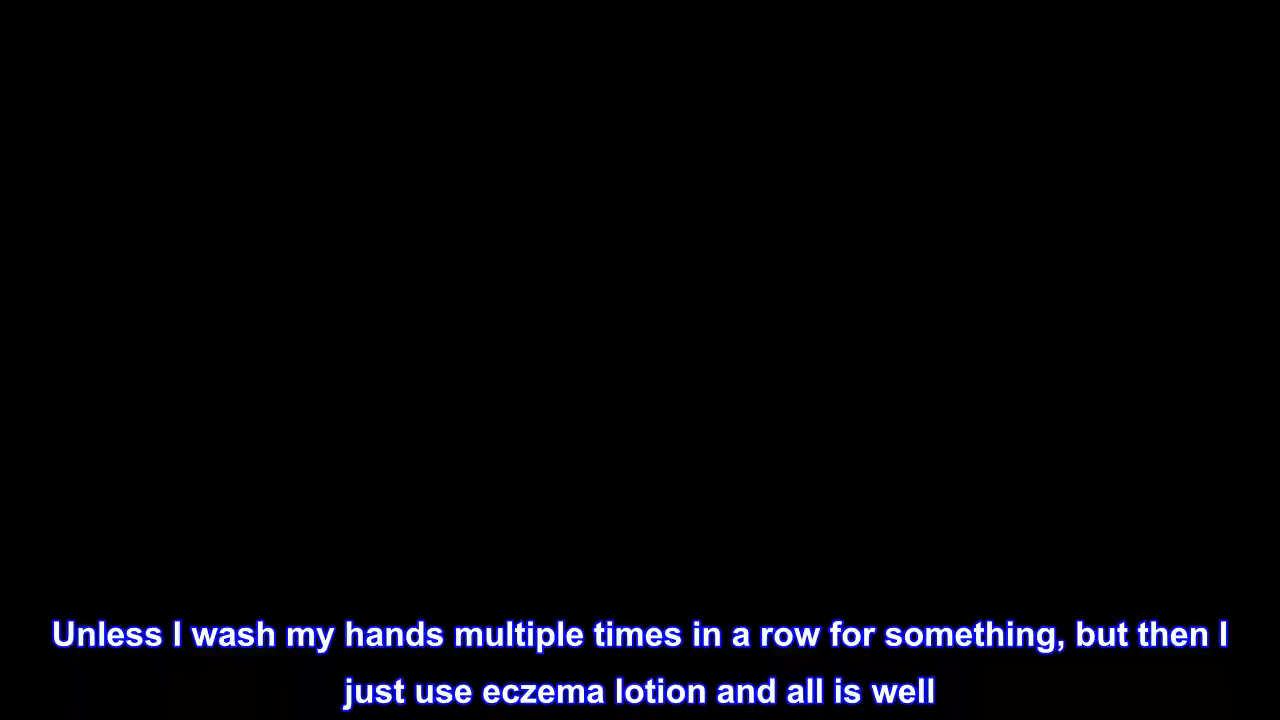 Unless I wash my hands multiple times in a row for something, but then I
just use eczema lotion and all is well